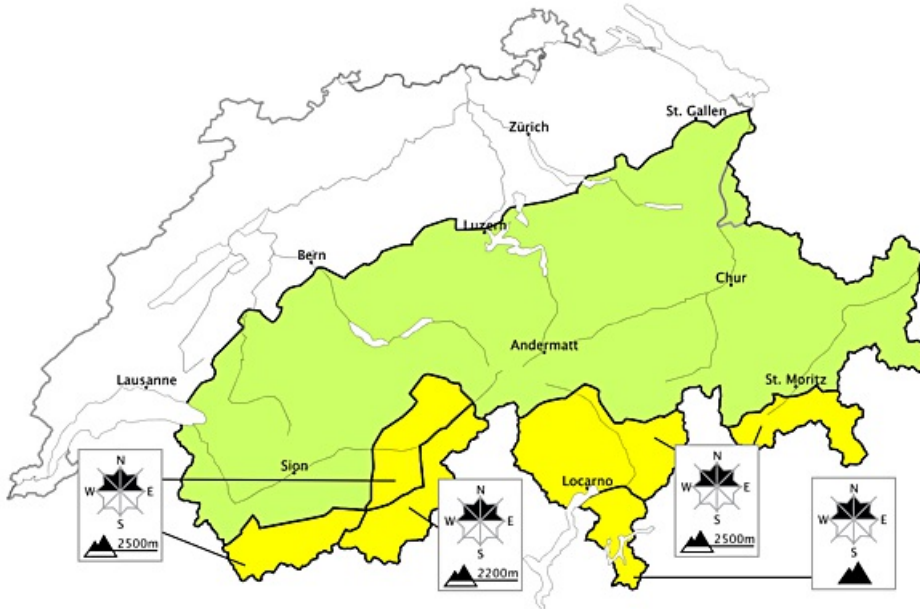 St. Gallen
Zürich
Luzern
Bern
Chur
Andermatt
Lausanne
St. Moritz
Sion
Locarno
N
W E
S
2500m
N
W E
S
2200m
N
W E
S
2500m
N
W E
S